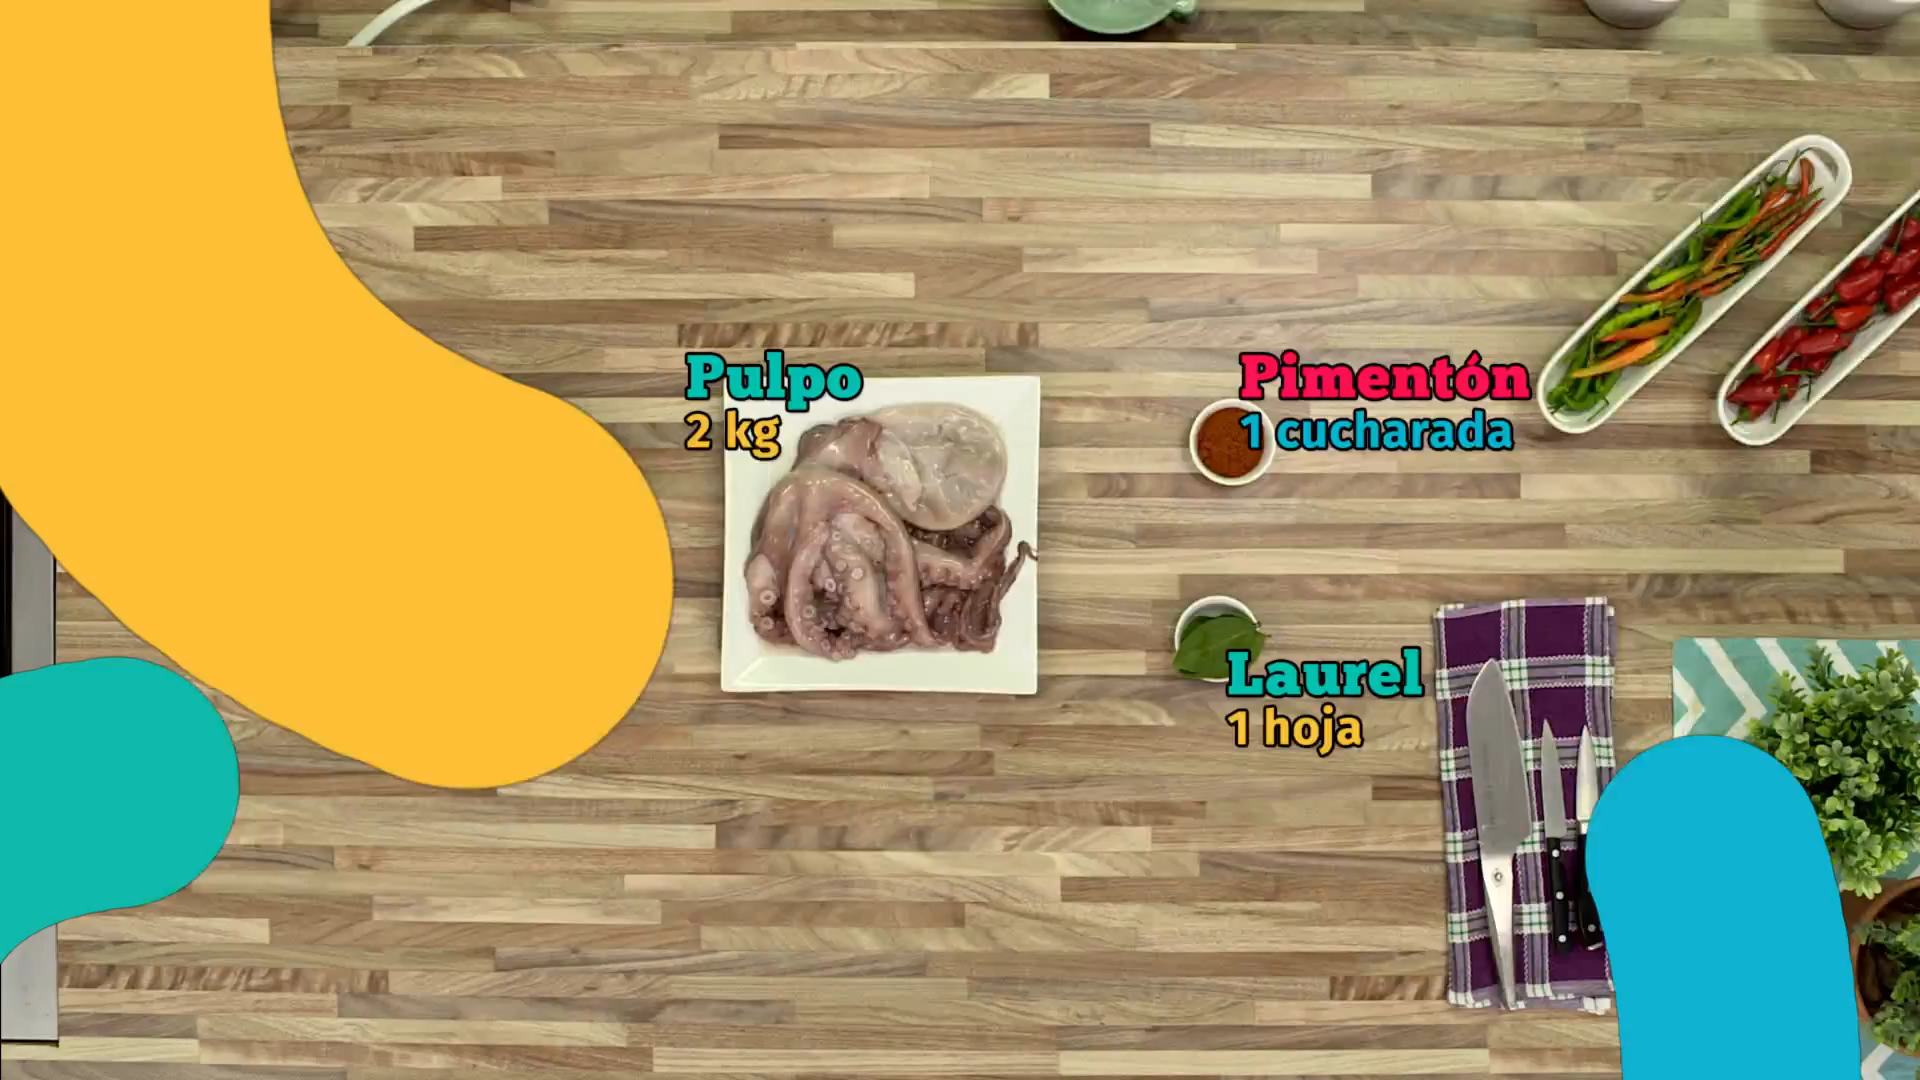 Pulpo
2 kg
Pimentón
1 cucharada
Laurel
1 hoja